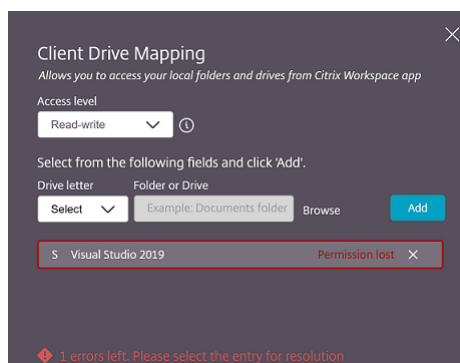 Client Drive Mapping
Allows you to access your local folders and drives from Citrix Workspace app
Access level
Read-write
Select from the following fields and click 'Add'.
Drive letter Folder or Drive
Select Example: Documents folder Browse Add
S Visual Studio 2019 Permission lost
1 errors left. Please select the entry for resolution